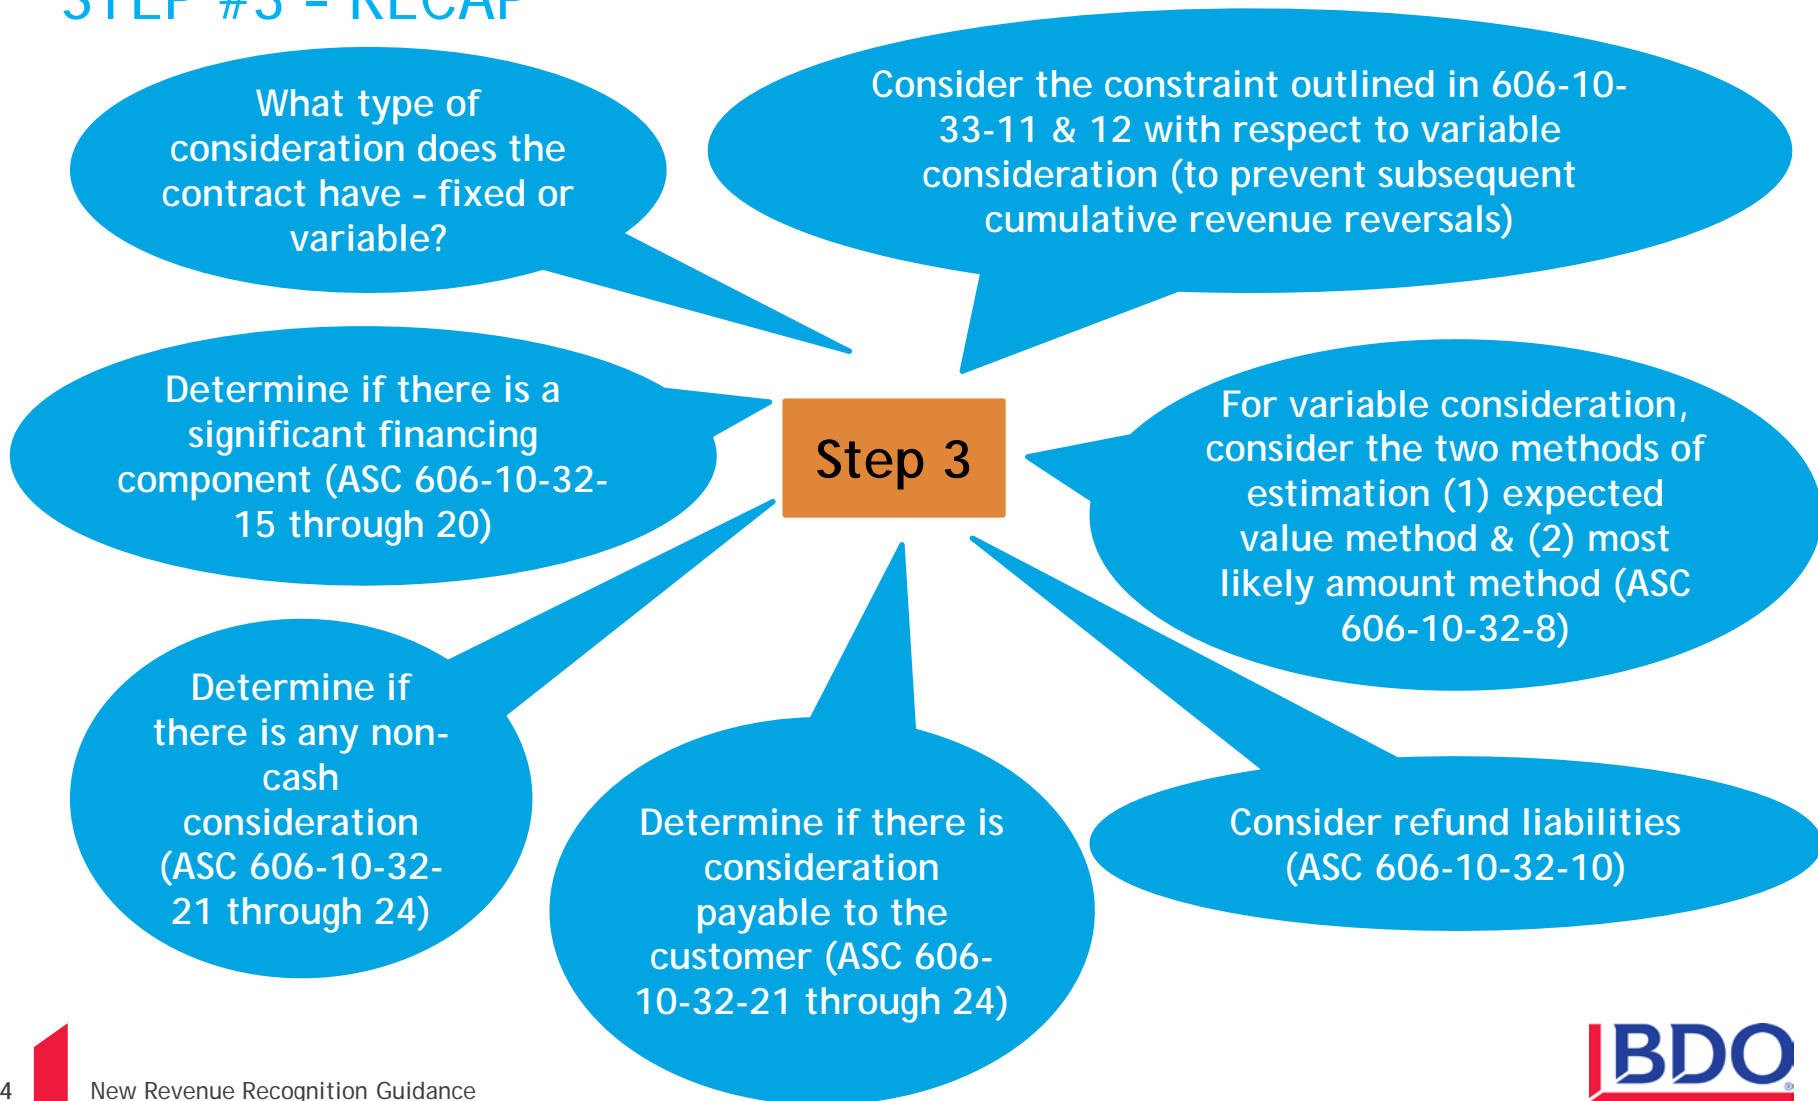 STEP #3 – RECAP
What type of
consideration does the
contract have – fixed or
variable?
Consider the constraint outlined in 606-10-
33-11 & 12 with respect to variable
consideration (to prevent subsequent
cumulative revenue reversals)
Determine if there is a
significant financing
component (ASC 606-10-32-
15 through 20)
Step 3
For variable consideration,
consider the two methods of
estimation (1) expected
value method & (2) most
likely amount method (ASC
606-10-32-8)
Determine if
there is any non-
cash
consideration
(ASC 606-10-32-
21 through 24)
Determine if there is
consideration
payable to the
customer (ASC 606-
10-32-21 through 24)
Consider refund liabilities
(ASC 606-10-32-10)
4
New Revenue Recognition Guidance
BDO®